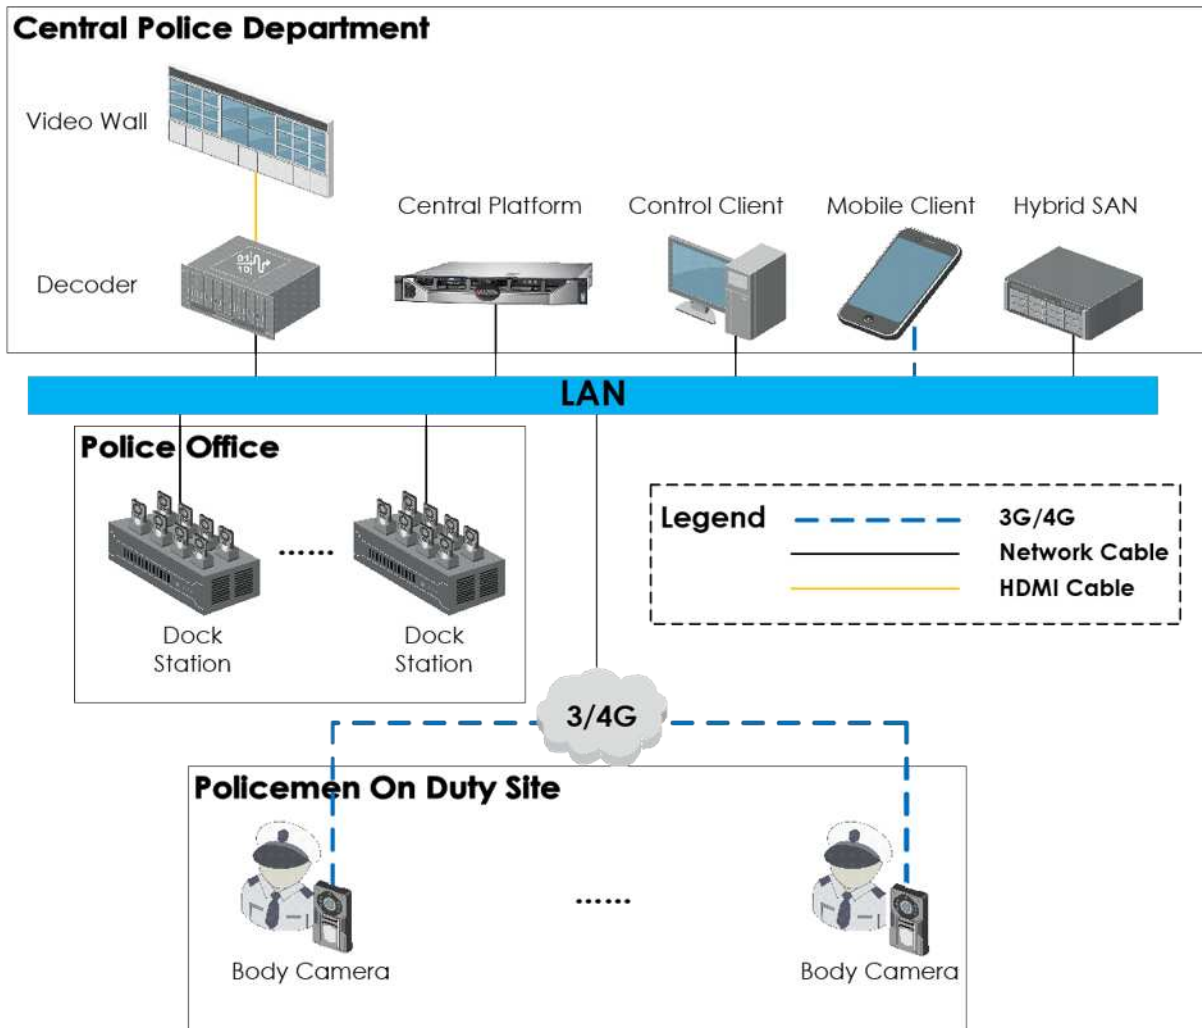 Central Police Department
Video Wall
Central Platform
Control Client
Mobile Client
Hybrid SAN
Decoder
01
10
LAN
Police Office
Legend
3G/4G
Network Cable
HDMI Cable
......
Dock
Station
Dock
Station
3/4G
Policemen On Duty Site
......
Body Camera
Body Camera